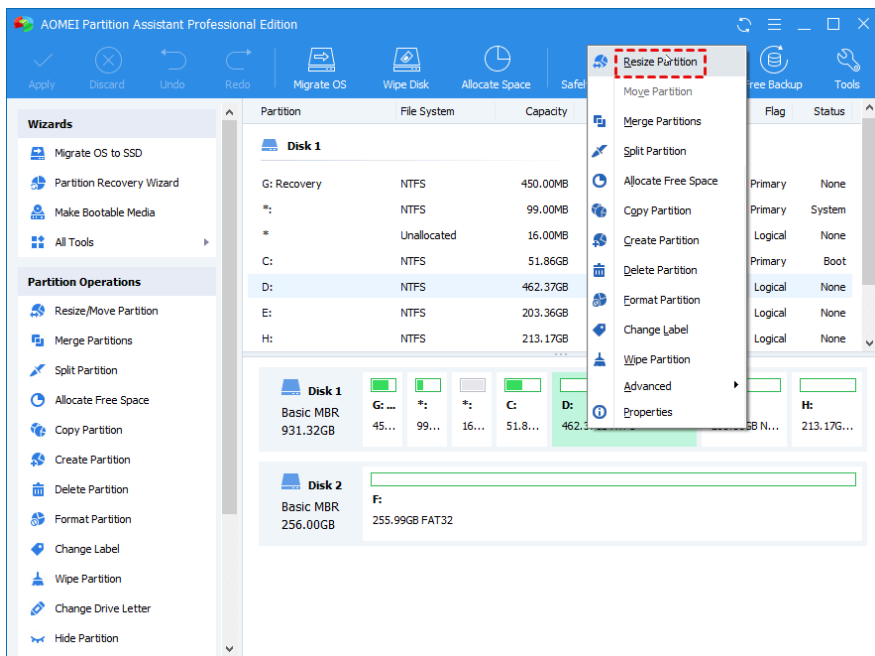 AOMEI Partition Assistant Professional Edition
Apply Discard Undo Redo Migrate OS Wipe Disk Allocate Space Free Backup Tools
Wizards
Migrate OS to SSD
Partition Recovery Wizard
Make Bootable Media
All Tools
Partition Operations
Resize/Move Partition
Merge Partitions
Split Partition
Allocate Free Space
Copy Partition
Create Partition
Delete Partition
Format Partition
Change Label
Wipe Partition
Change Drive Letter
Hide Partition
Partition File System Capacity Flag Status
Disk 1
G: Recovery NTFS 450.00MB Primary None
*: NTFS 99.00MB Primary System
* Unallocated 16.00MB Logical None
C: NTFS 51.86GB Primary Boot
D: NTFS 462.37GB Logical None
E: NTFS 203.36GB Logical None
H: NTFS 213.17GB Logical None
Resize Partition
Move Partition
Merge Partitions
Split Partition
Allocate Free Space
Copy Partition
Create Partition
Delete Partition
Format Partition
Change Label
Wipe Partition
Advanced
Properties
Disk 1
Basic MBR
931.32GB
G: ... *: *: C: D: H:
45... 99... 16... 51.8... 213.17G...
Disk 2
Basic MBR
256.00GB
F:
255.99GB FAT32